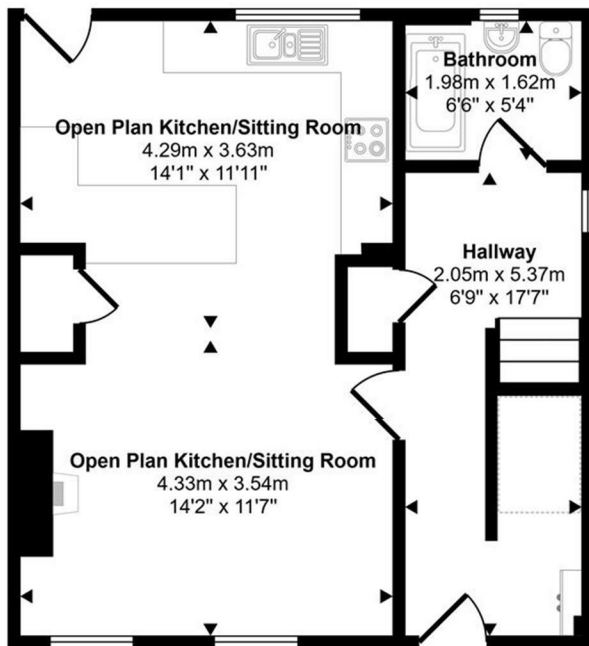 Open Plan Kitchen/Sitting Room
4.29m x 3.63m
14'1" x 11'11"
Bathroom
1.98m x 1.62m
6'6" x 5'4"
Hallway
2.05m x 5.37m
6'9" x 17'7"
Open Plan Kitchen/Sitting Room
4.33m x 3.54m
14'2" x 11'7"